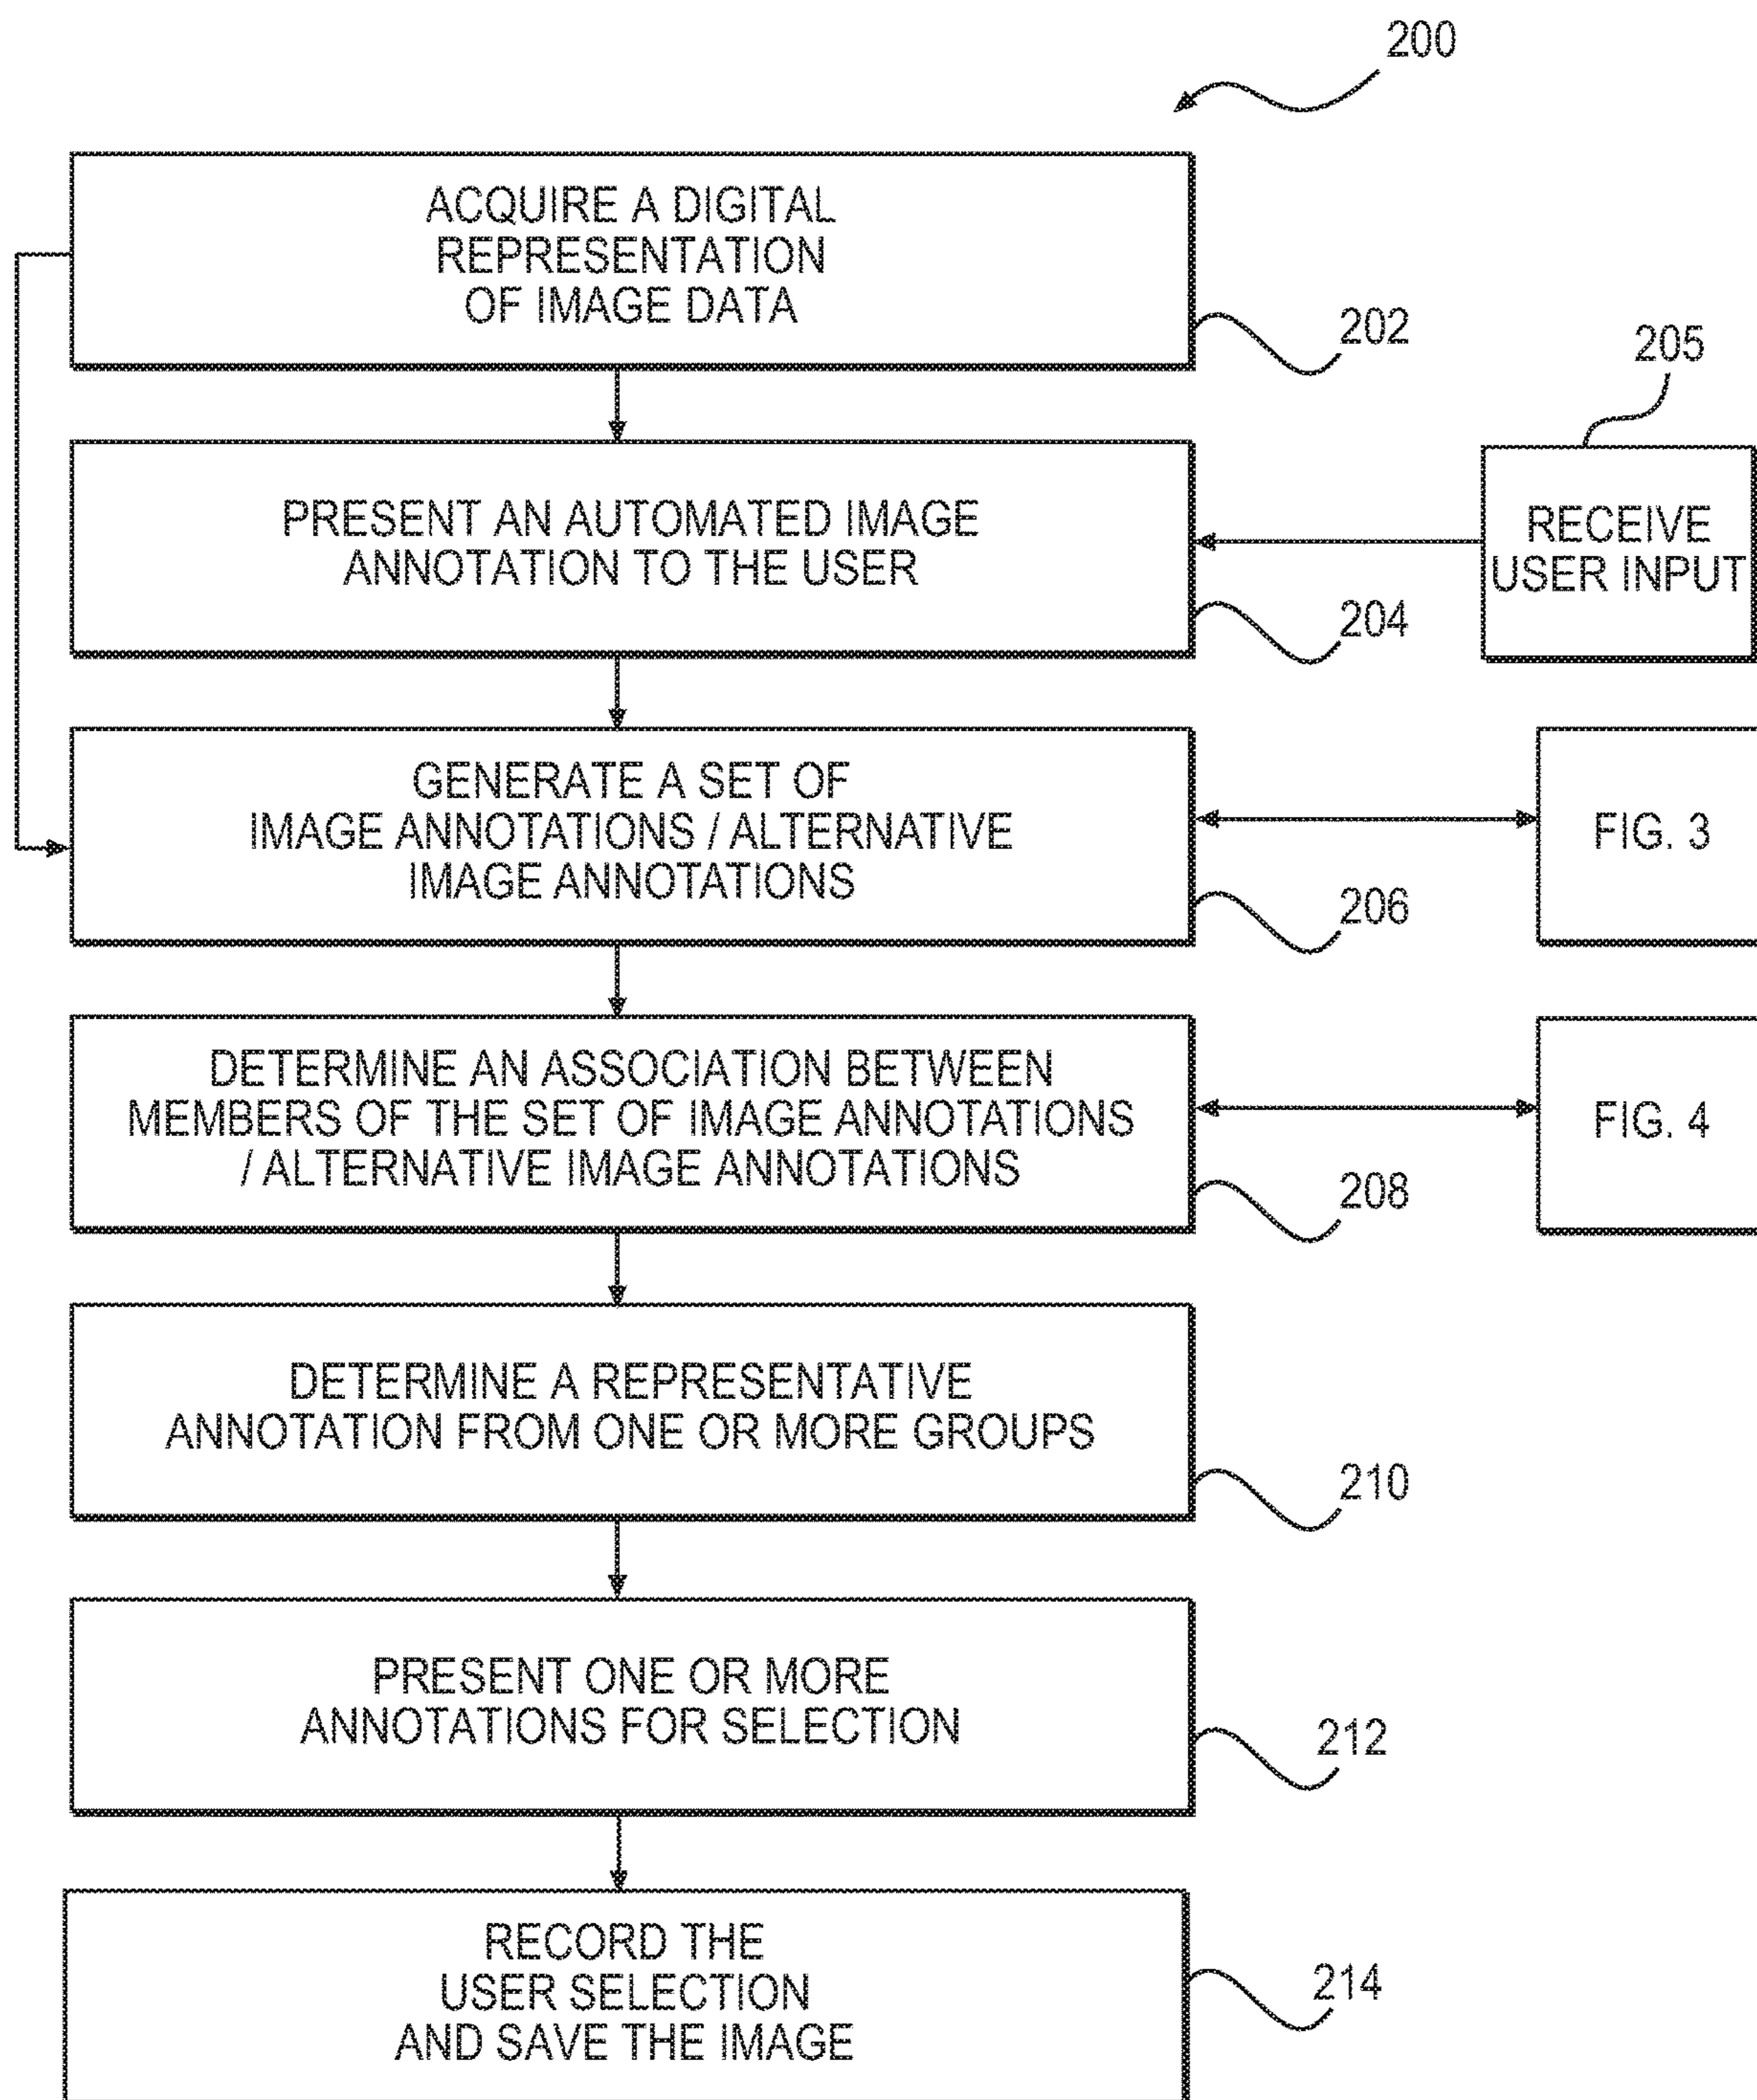 200
ACQUIRE A DIGITAL
REPRESENTATION
OF IMAGE DATA
202
205
PRESENT AN AUTOMATED IMAGE
ANNOTATION TO THE USER
204
RECEIVE
USER INPUT
GENERATE A SET OF
IMAGE ANNOTATIONS / ALTERNATIVE
IMAGE ANNOTATIONS
206
FIG. 3
DETERMINE AN ASSOCIATION BETWEEN
MEMBERS OF THE SET OF IMAGE ANNOTATIONS
/ ALTERNATIVE IMAGE ANNOTATIONS
208
FIG. 4
DETERMINE A REPRESENTATIVE
ANNOTATION FROM ONE OR MORE GROUPS
210
PRESENT ONE OR MORE
ANNOTATIONS FOR SELECTION
212
RECORD THE
USER SELECTION
AND SAVE THE IMAGE
214